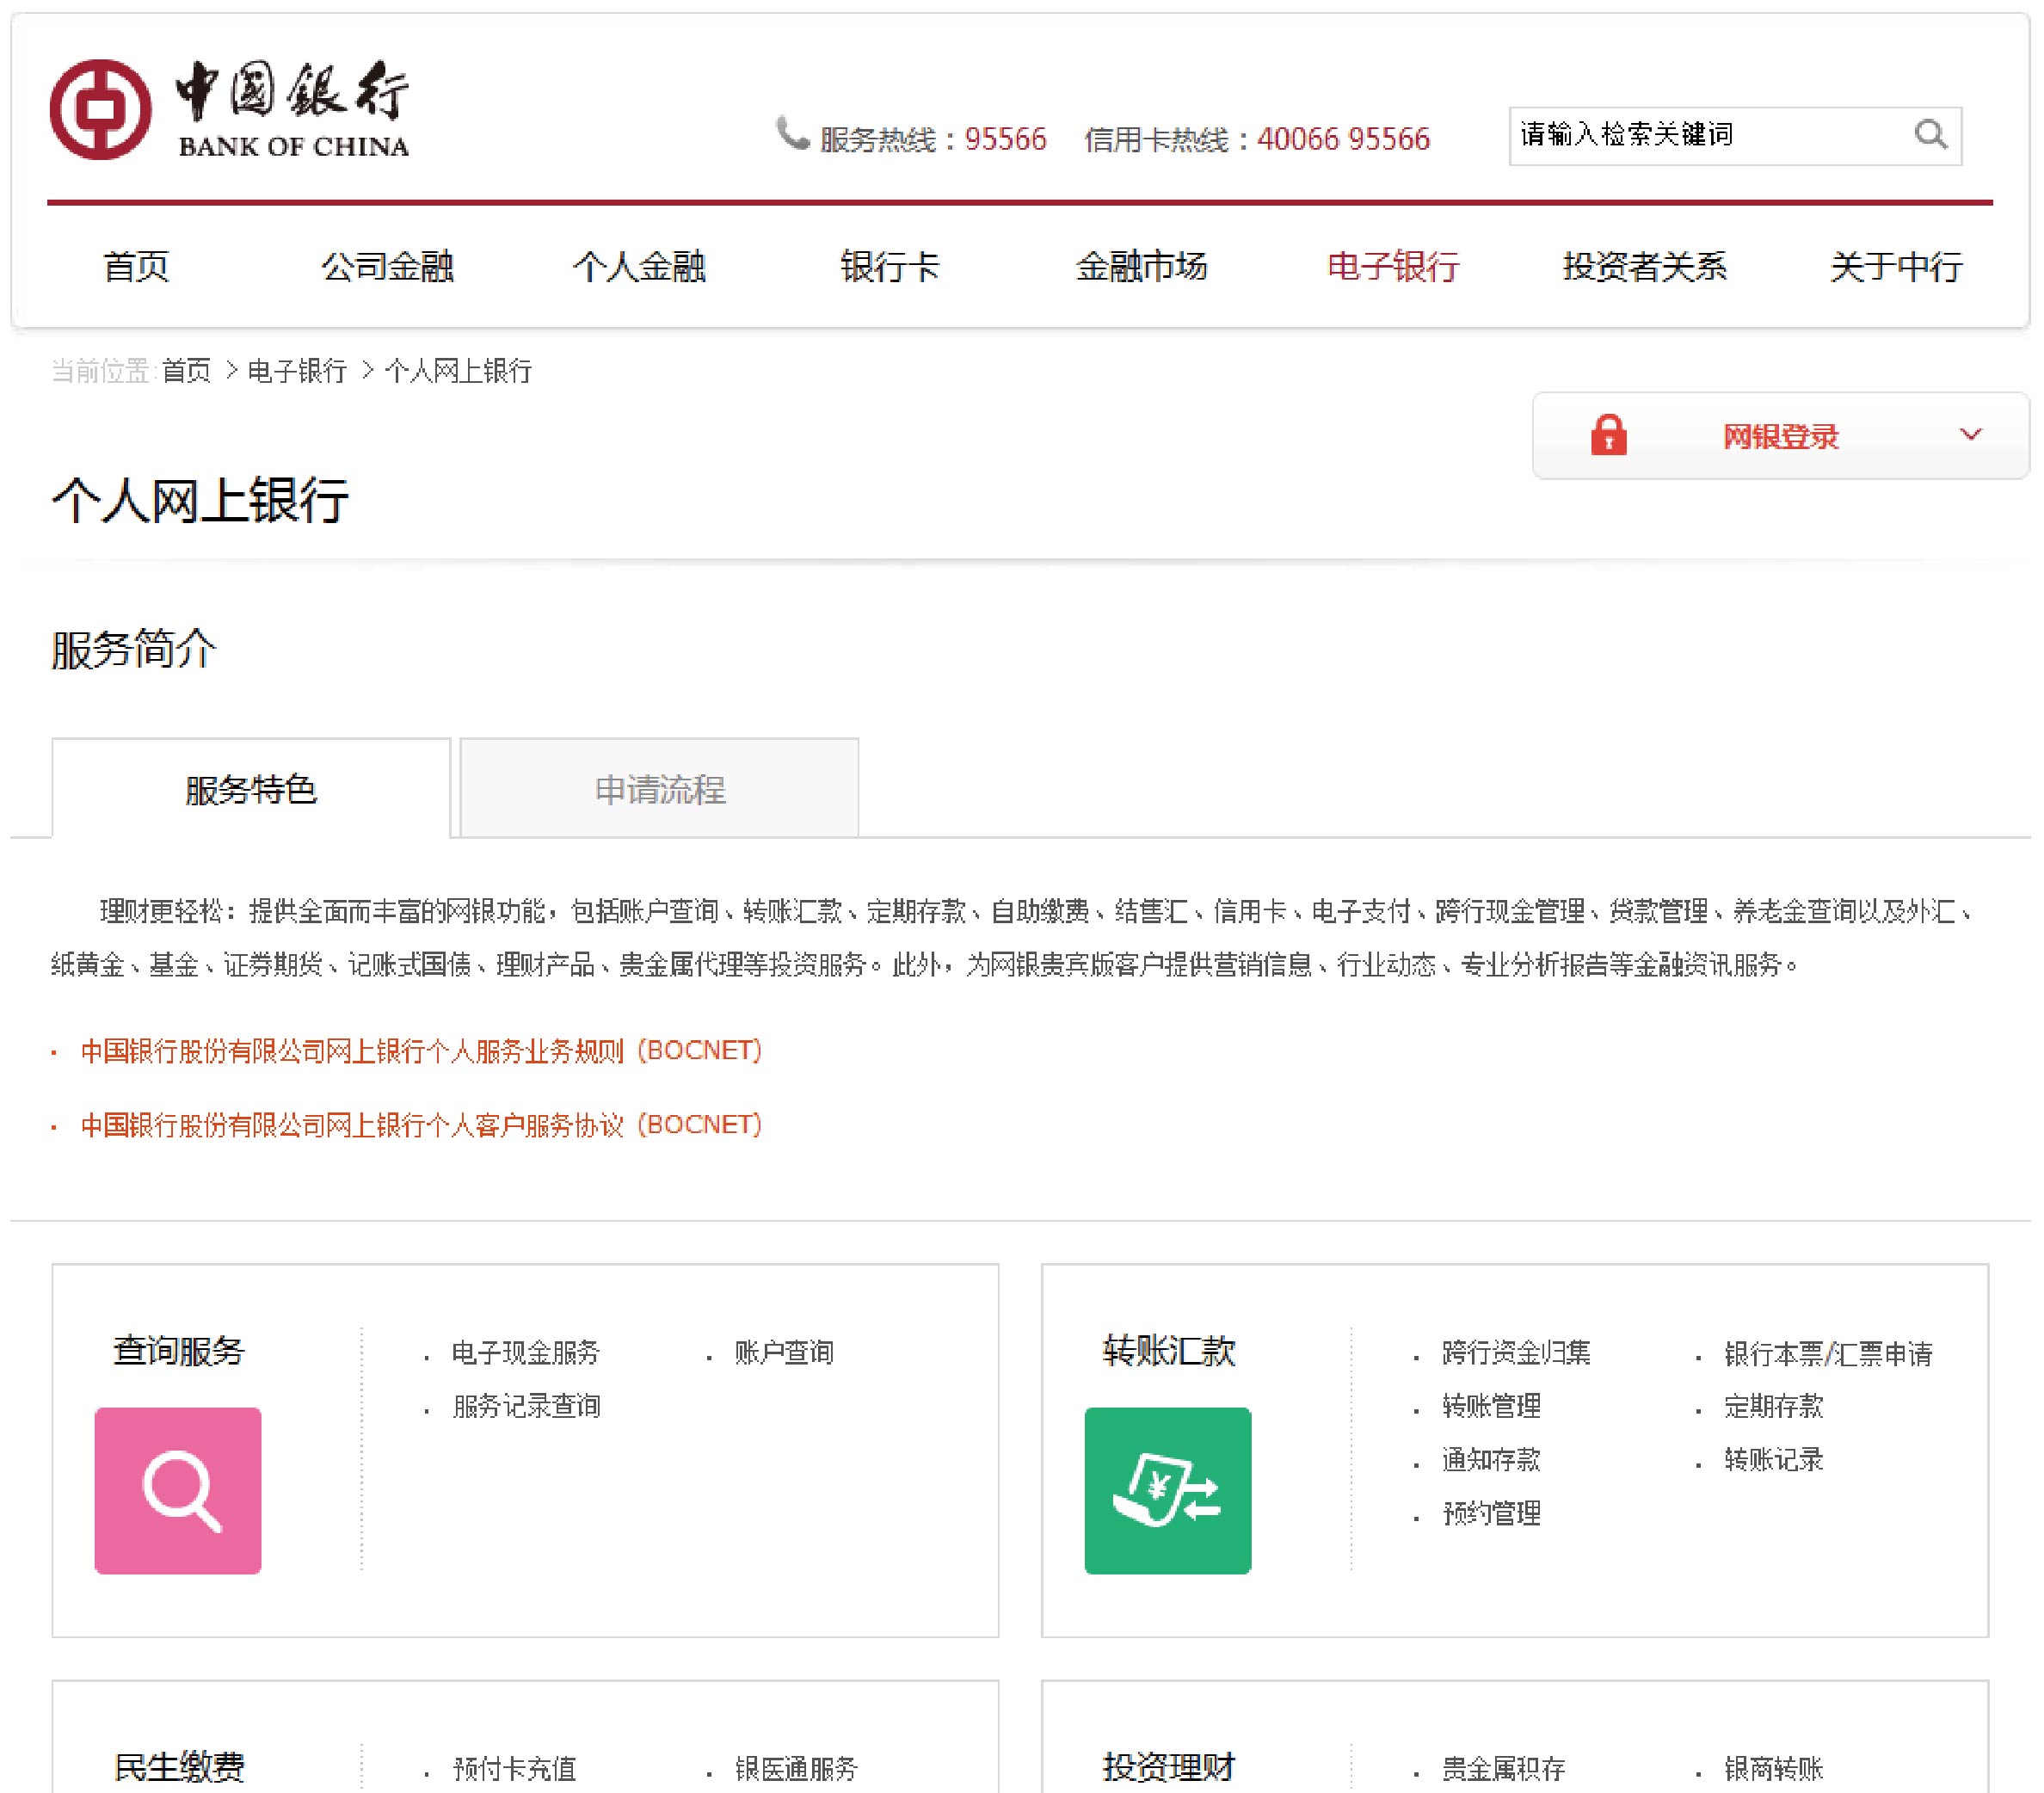 中国銀行
BANK OF CHINA
服务热线：95566 信用卡热线：40066 95566
请输入检索关键词
首页 公司金融 个人金融 银行卡 金融市场 电子银行 投资者关系 关于中行
当前位置: 首页 > 电子银行 > 个人网上银行
网银登录
个人网上银行
服务简介
服务特色 申请流程
理财更轻松：提供全面而丰富的网银功能，包括账户查询、转账汇款、定期存款、自助缴费、结售汇、信用卡、电子支付、跨行现金管理、贷款管理、养老金查询以及外汇、
纸黄金、基金、证券期货、记账式国债、理财产品、贵金属代理等投资服务。此外，为网银贵宾版客户提供营销信息、行业动态、专业分析报告等金融资讯服务。
· 中国银行股份有限公司网上银行个人服务业务规则（BOCNET）
· 中国银行股份有限公司网上银行个人客户服务协议（BOCNET）
查询服务
· 电子现金服务 · 账户查询
· 服务记录查询
转账汇款
· 跨行资金归集 · 银行本票/汇票申请
· 转账管理 · 定期存款
· 通知存款 · 转账记录
· 预约管理
民生缴费
· 预付卡充值 · 银医通服务
投资理财
· 贵金属积存 · 银商转账